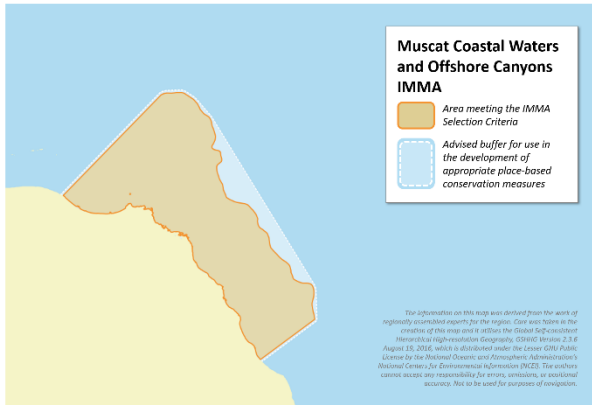 Muscat Coastal Waters
and Offshore Canyons
IMMA
Area meeting the IMMA
Selection Criteria
Advised buffer for use in
the development of
appropriate place-based
conservation measures
The information on this map was derived from the work of
regionally assembled experts for the region. Care was taken in the
creation of this map and it utilises the Global Self-consistent
Hierarchical High-resolution Geography, GSHHG Version 2.3.6
August 19, 2016, which is distributed under the Lesser GNU Public
License by the National Oceanic and Atmospheric Administration's
National Centers for Environmental Information (NCEI). The authors
cannot accept any responsibility for errors, omissions, or positional
accuracy. Not to be used for purposes of navigation.